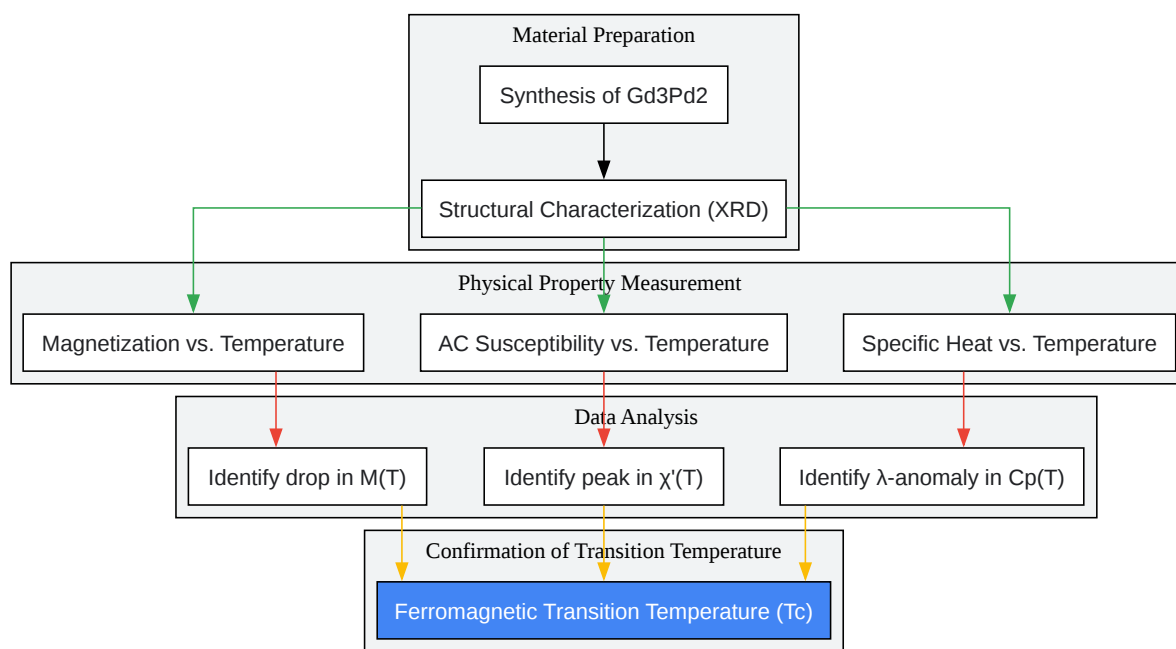 Material Preparation
Synthesis of Gd3Pd2
Structural Characterization (XRD)
Physical Property Measurement
Magnetization vs. Temperature
AC Susceptibility vs. Temperature
Specific Heat vs. Temperature
Data Analysis
Identify drop in M(T)
Identify peak in χ'(T)
Identify λ-anomaly in Cp(T)
Confirmation of Transition Temperature
Ferromagnetic Transition Temperature (Tc)